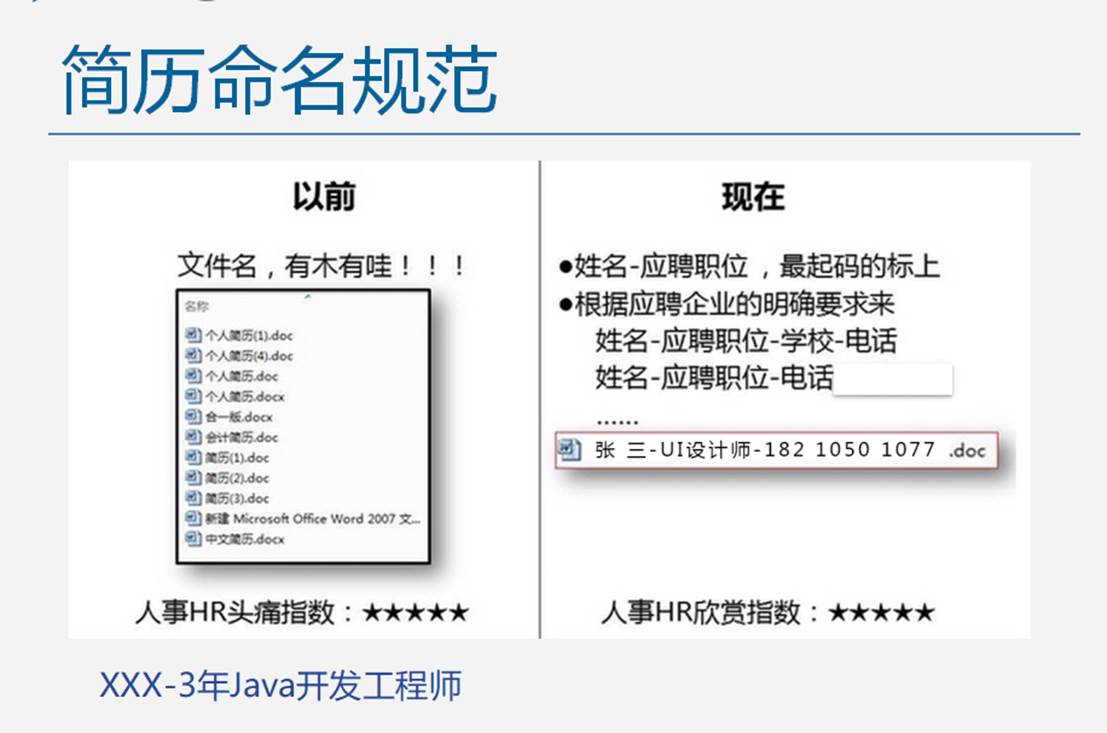 简历命名规范
以前
文件名，有木有哇！！！
名称
个人简历(1).doc
个人简历(4).doc
个人简历.doc
个人简历.docx
合一版.docx
会计简历.doc
简历(1).doc
简历(2).doc
简历(3).doc
新建 Microsoft Office Word 2007 文...
中文简历.docx
人事HR头痛指数：★★★★★
现在
●姓名-应聘职位，最起码的标上
●根据应聘企业的明确要求来
姓名-应聘职位-学校-电话
姓名-应聘职位-电话
......
张 三-UI设计师-182 1050 1077 .doc
人事HR欣赏指数：★★★★★
XXX-3年Java开发工程师